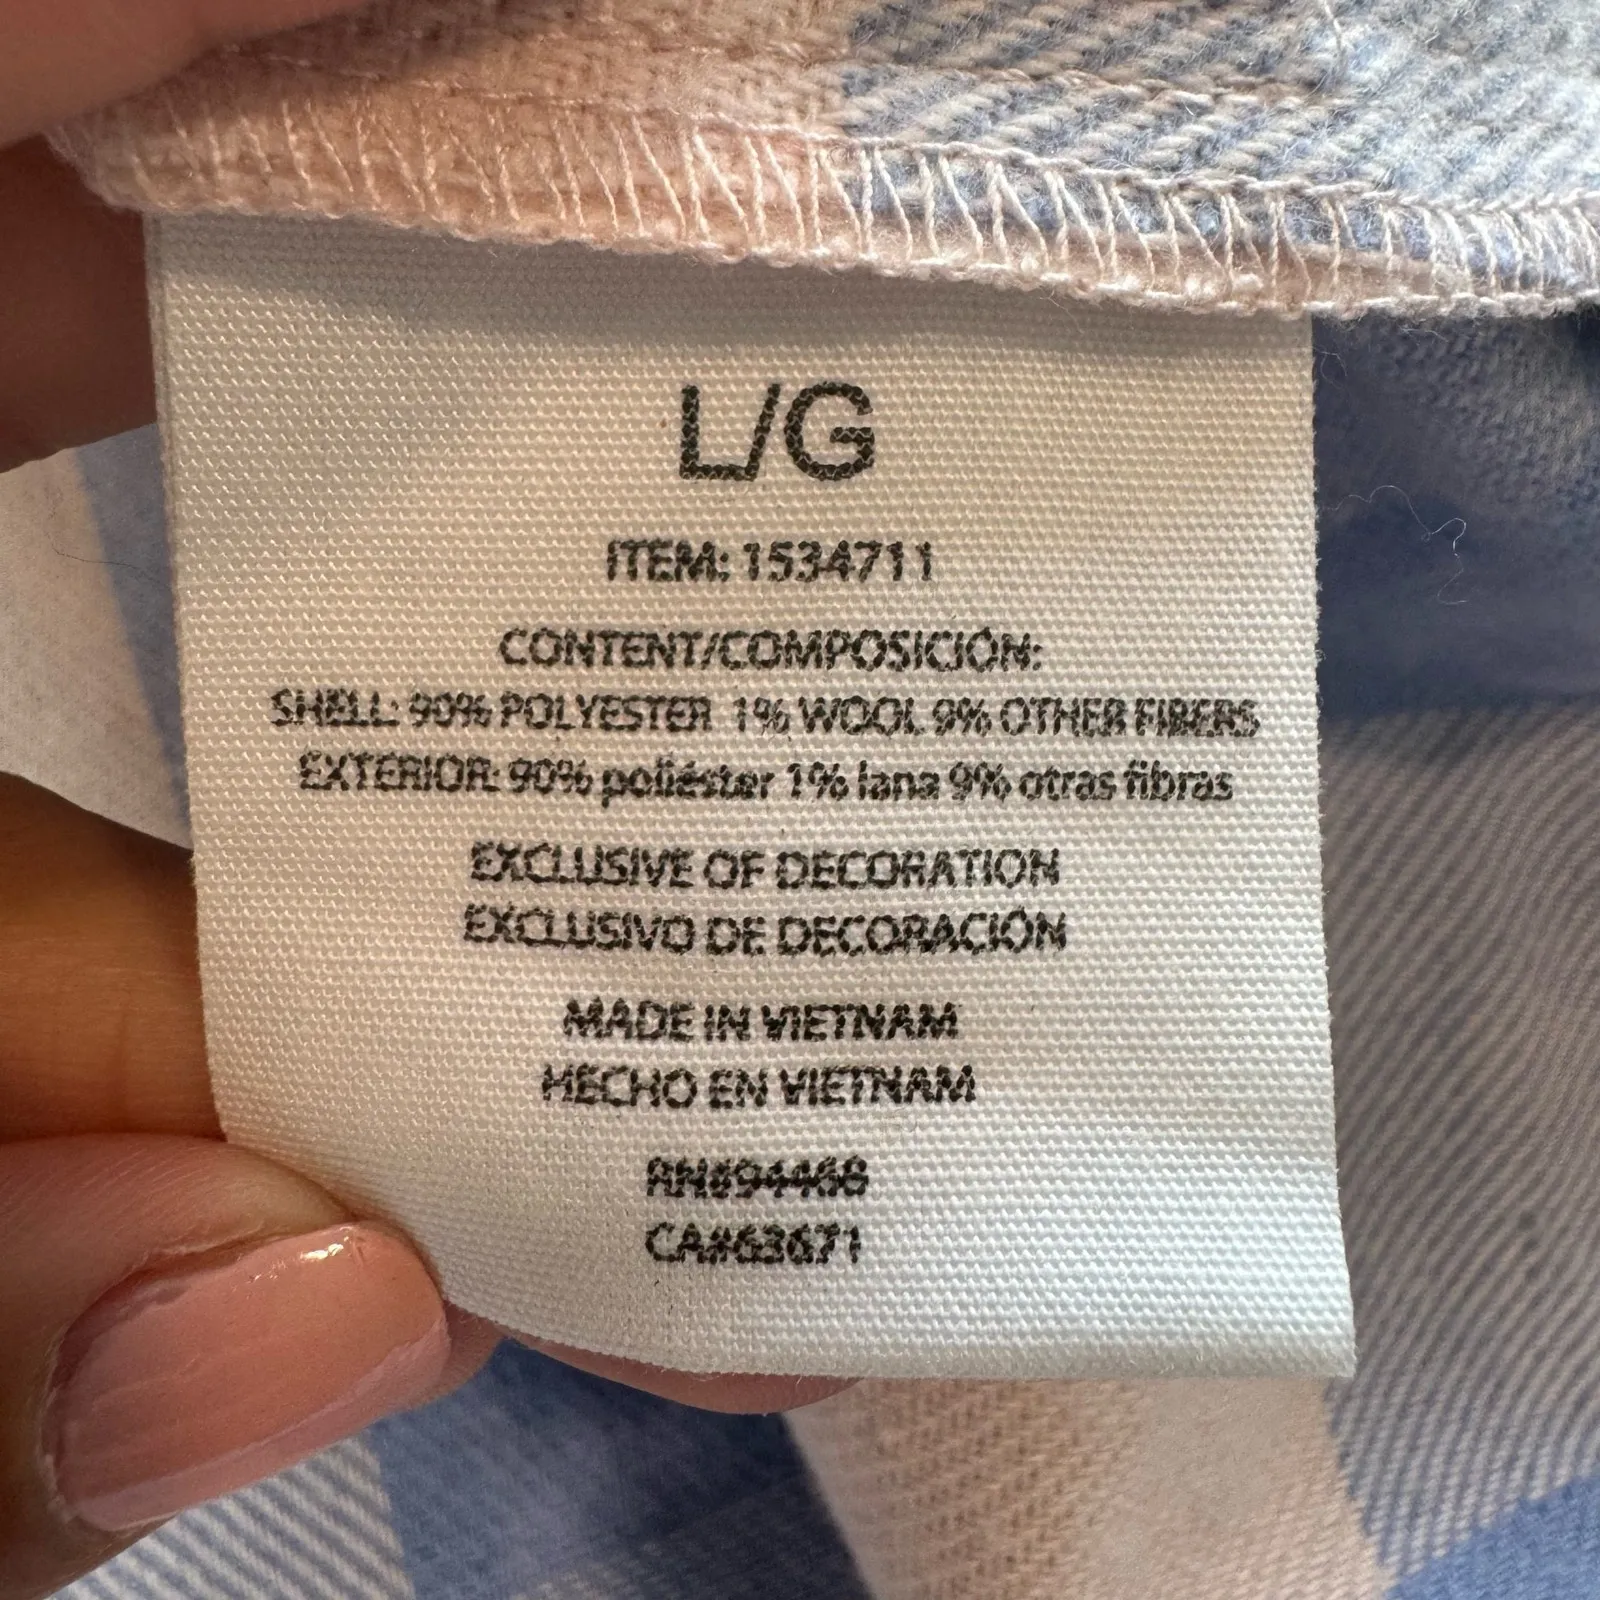 L/G
ITEM: 1534711
CONTENT/COMPOSICIÓN:
SHELL: 90% POLYESTER 1% WOOL 9% OTHER FIBERS
EXTERIOR: 90% poliéster 1% lana 9% otras fibras
EXCLUSIVE OF DECORATION
EXCLUSIVO DE DECORACIÓN
MADE IN VIETNAM
HECHO EN VIETNAM
RN#94468
CA#63671